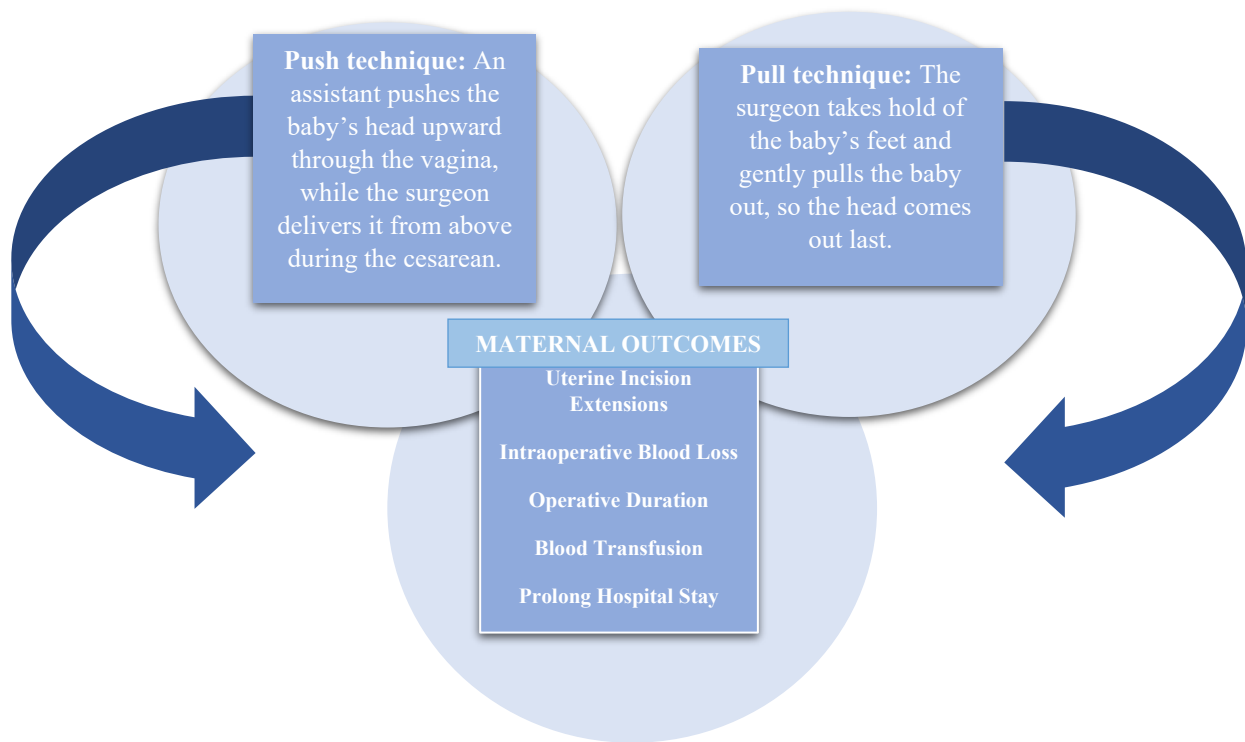 Push technique: An
assistant pushes the
baby’s head upward
through the vagina,
while the surgeon
delivers it from above
during the cesarean.
Pull technique: The
surgeon takes hold of
the baby’s feet and
gently pulls the baby
out, so the head comes
out last.
MATERNAL OUTCOMES
Uterine Incision
Extensions
Intraoperative Blood Loss
Operative Duration
Blood Transfusion
Prolong Hospital Stay